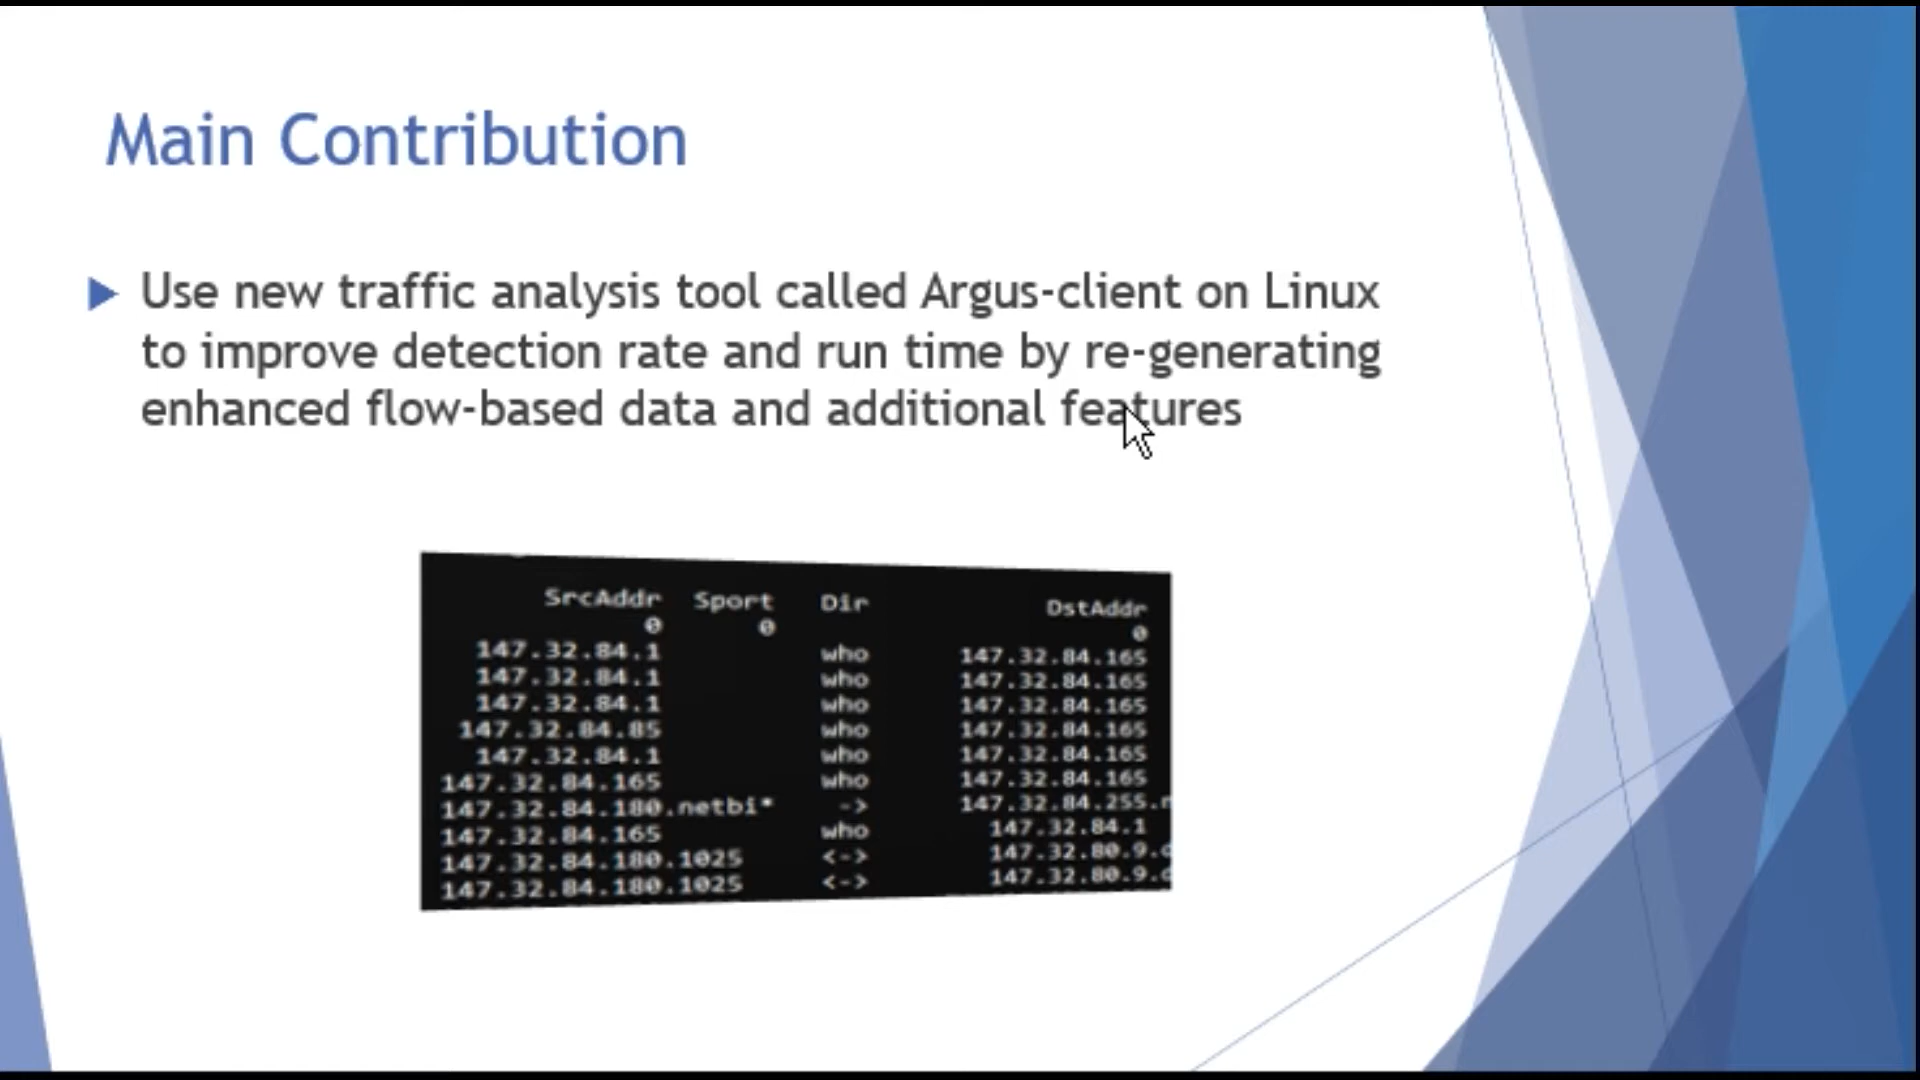 Main Contribution
Use new traffic analysis tool called Argus-client on Linux
to improve detection rate and run time by re-generating
enhanced flow-based data and additional features
SrcAddr Sport Dir DstAddr
0 0 0
147.32.84.1 who 147.32.84.165
147.32.84.1 who 147.32.84.165
147.32.84.1 who 147.32.84.165
147.32.84.85 who 147.32.84.165
147.32.84.1 who 147.32.84.165
147.32.84.165 who 147.32.84.165
147.32.84.180.netbi* -> 147.32.84.255.n
147.32.84.165 who 147.32.84.1
147.32.84.180.1025 <-> 147.32.80.9.d
147.32.84.180.1025 <-> 147.32.80.9.d